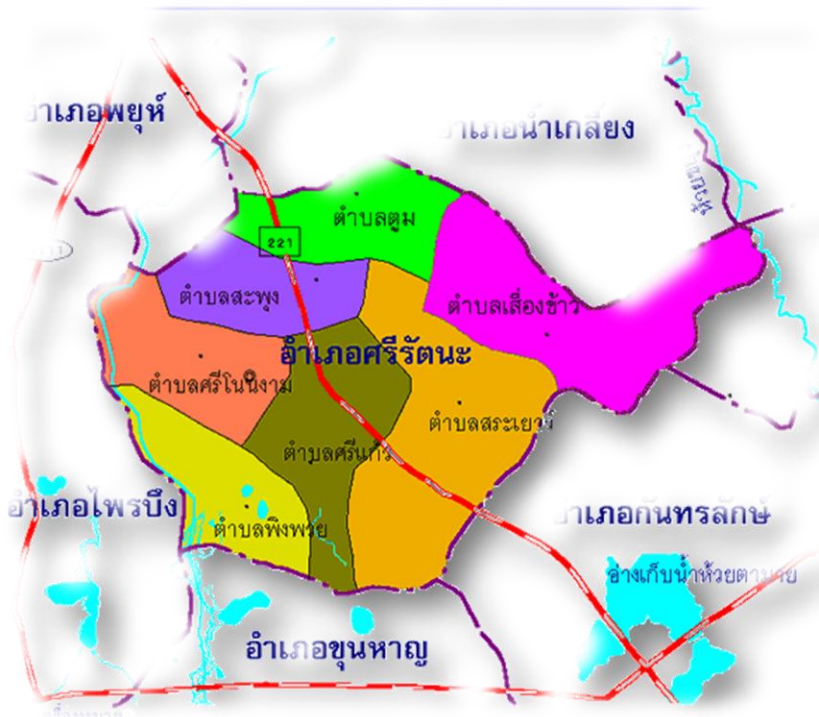 อำเภอพยุห์
อำเภอน้ำเกลี้ยง
ตำบลตูม
221
ตำบลสะพุง
ตำบลเสื่องข้าว
อำเภอศรีรัตนะ
ตำบลศรีโนนงาม
ตำบลสระเยาว์
ตำบลศรีแก้ว
อำเภอไพรบึง
ตำบลพิงพวย
อำเภอกันทรลักษ์
อ่างเก็บน้ำห้วยตามาย
อำเภอขุนหาญ